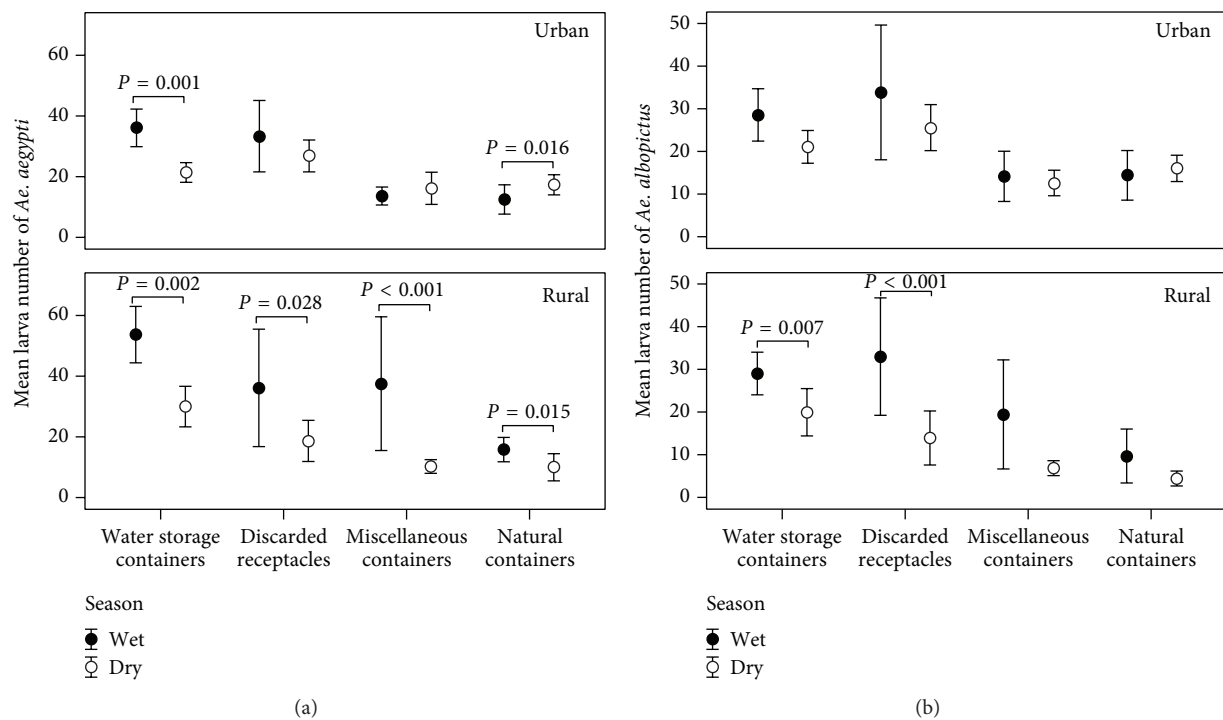 Mean larva number of Ae. aegypti
Urban
60
40
20
0
P = 0.001
P = 0.016
Rural
60
40
20
0
P = 0.002
P = 0.028
P < 0.001
P = 0.015
Water storage
containers
Discarded
receptacles
Miscellaneous
containers
Natural
containers
Season
Wet
Dry
(a)
Mean larva number of Ae. albopictus
Urban
50
40
30
20
10
0
Rural
50
40
30
20
10
0
P = 0.007
P < 0.001
Water storage
containers
Discarded
receptacles
Miscellaneous
containers
Natural
containers
Season
Wet
Dry
(b)